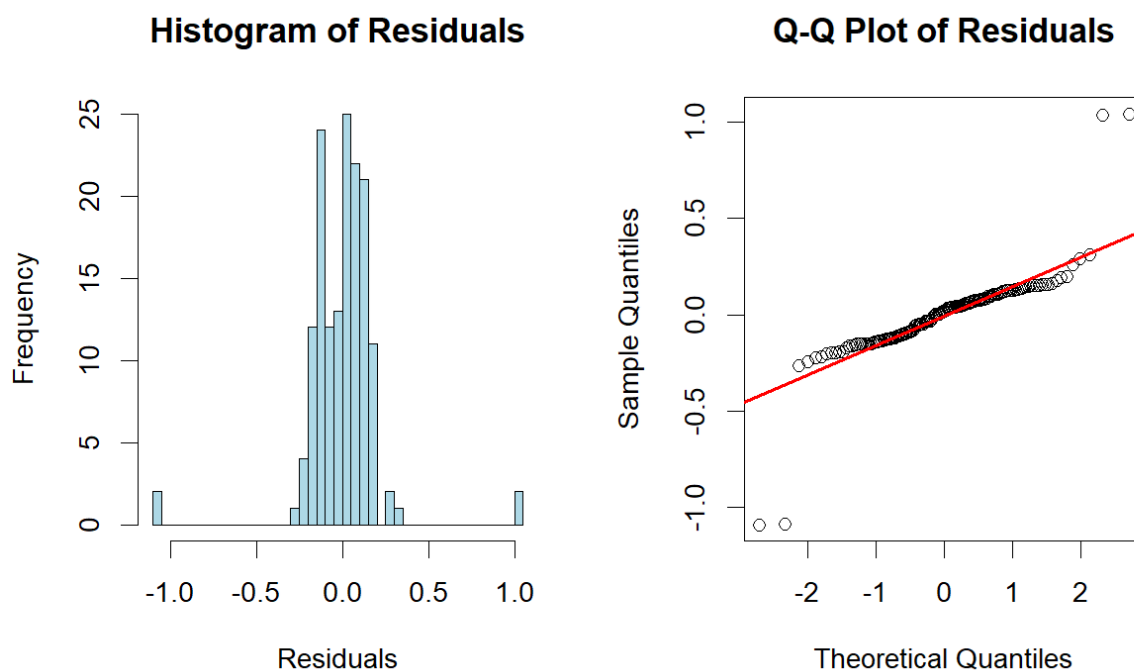 Histogram of Residuals
Frequency
25
20
15
10
5
0
-1.0 -0.5 0.0 0.5 1.0
Residuals
Q-Q Plot of Residuals
Sample Quantiles
1.0
0.5
0.0
-0.5
-1.0
-2 -1 0 1 2
Theoretical Quantiles